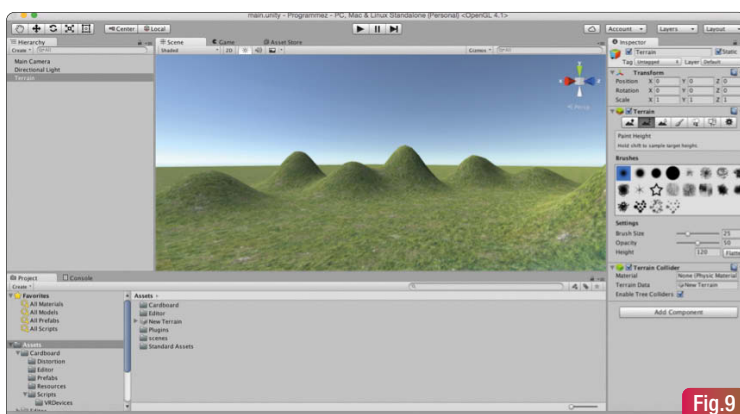 main.unity - Programmez - PC, Mac & Linux Standalone (Personal) <OpenGL 4.1>
Center Local
Account Layers Layout
Hierarchy
Create
Main Camera
Directional Light
Terrain
Scene Game Asset Store
Shaded 2D Gizmos
Persp
Inspector
Terrain Static
Tag Untagged Layer Default
Transform
Position X 0 Y 0 Z 0
Rotation X 0 Y 0 Z 0
Scale X 1 Y 1 Z 1
Terrain
Paint Height
Hold shift to sample target height.
Brushes
Settings
Brush Size 25
Opacity 50
Height 120
Terrain Collider
Material None (Physic Material
Terrain Data New Terrain
Enable Tree Colliders
Add Component
Project Console
Create
Favorites
All Materials
All Models
All Prefabs
All Scripts
Assets
Cardboard
Distortion
Editor
Prefabs
Resources
Scripts
VRDevices
Editor
Assets
Cardboard
Editor
New Terrain
Plugins
scenes
Standard Assets
Fig.9